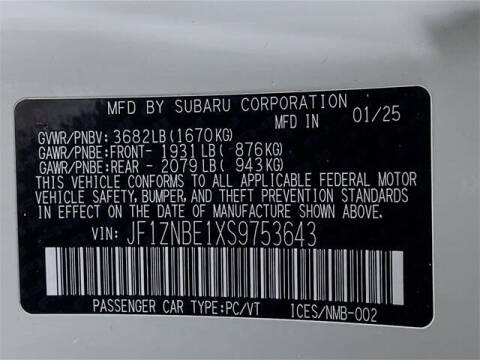 MFD BY SUBARU CORPORATION
MFD IN 01/25
GVWR/PNBV: 3682LB(1670KG)
GAWR/PNBE:FRONT- 1931LB( 876KG)
GAWR/PNBE:REAR - 2079LB( 943KG)
THIS VEHICLE CONFORMS TO ALL APPLICABLE FEDERAL MOTOR
VEHICLE SAFETY, BUMPER, AND THEFT PREVENTION STANDARDS
IN EFFECT ON THE DATE OF MANUFACTURE SHOWN ABOVE.
VIN: JF1ZNBE1XS9753643
PASSENGER CAR TYPE:PC/VT ICES/NMB-002